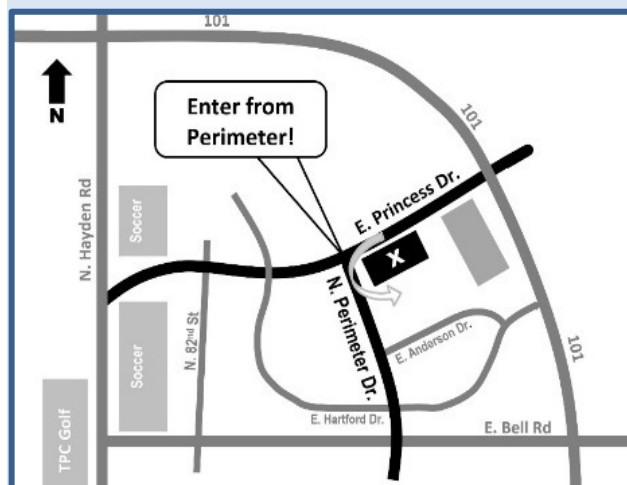 101
N
Enter from
Perimeter!
101
N. Hayden Rd
Soccer
E. Princess Dr.
X
N. 82nd St
N. Perimeter Dr.
Soccer
E. Anderson Dr.
101
TPC Golf
E. Hartford Dr.
E. Bell Rd